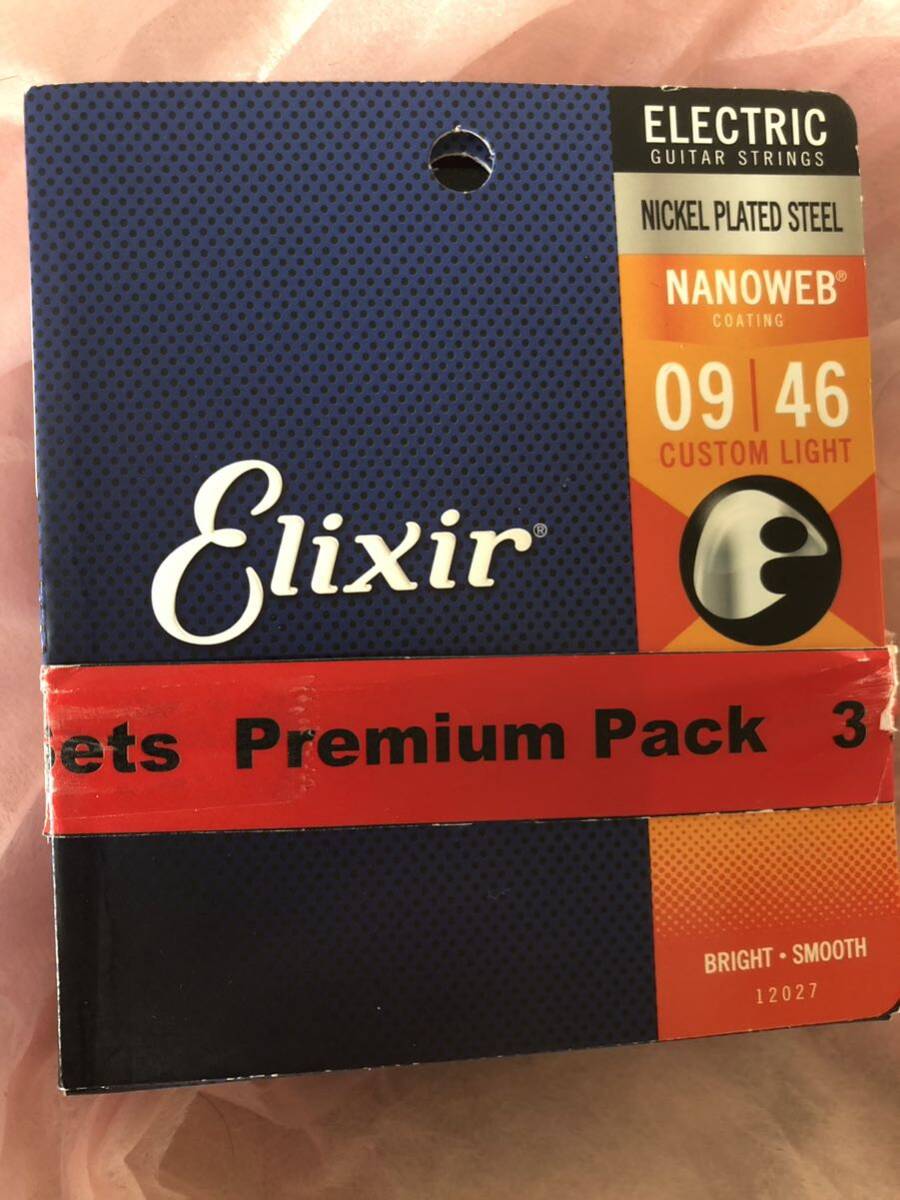 ELECTRIC
GUITAR STRINGS
NICKEL PLATED STEEL
NANOWEB®
COATING
09 | 46
CUSTOM LIGHT
Elixir®
ets Premium Pack 3
BRIGHT • SMOOTH
12027